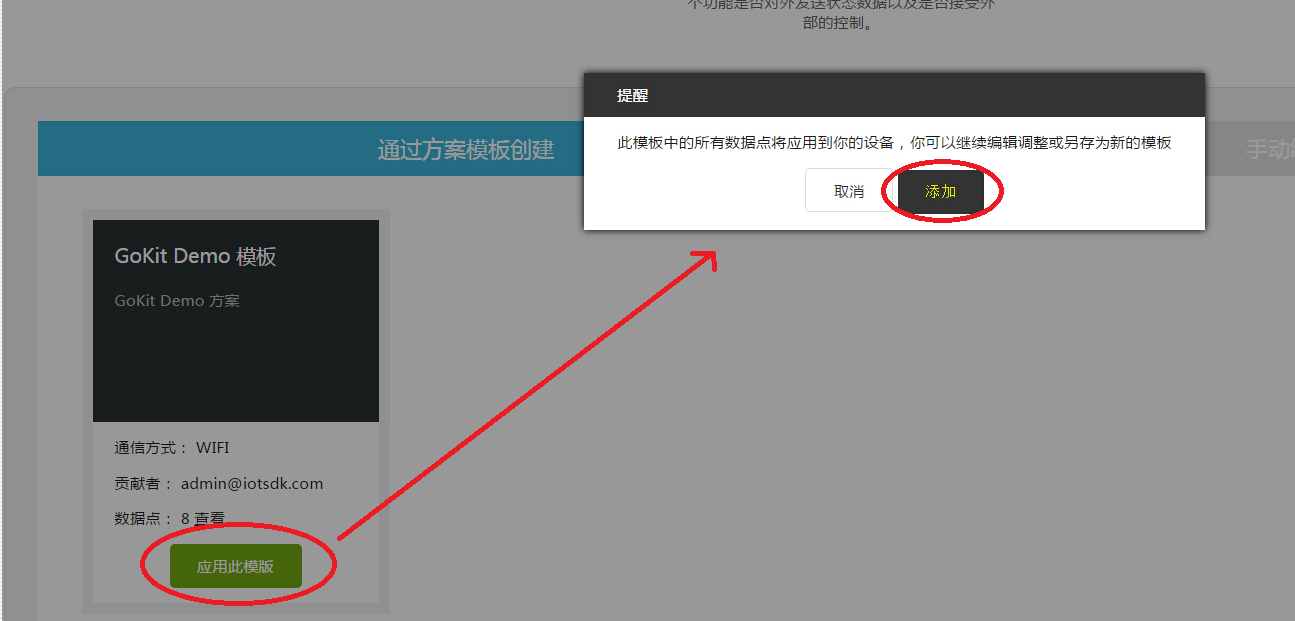 个功能是否对外发送状态数据以及是否接受外
部的控制。
提醒
此模板中的所有数据点将应用到你的设备，你可以继续编辑调整或另存为新的模板
取消
添加
通过方案模板创建
手动
GoKit Demo 模板
GoKit Demo 方案
通信方式： WIFI
贡献者： admin@iotsdk.com
数据点： 8 查看
应用此模版